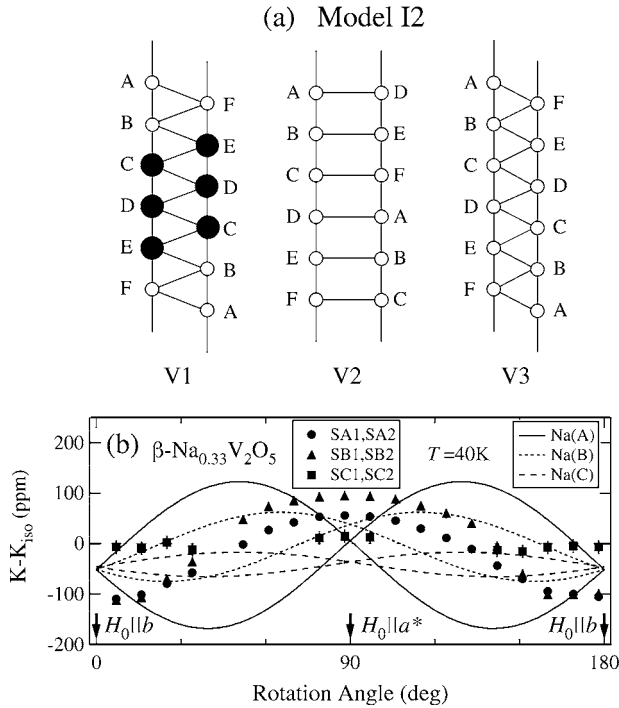 (a) Model I2
A
F
B
E
C
D
D
C
E
B
F
A
V1
A D
B E
C F
D A
E B
F C
V2
A
F
B
E
C
D
D
C
E
B
F
A
V3
(b) β-Na0.33V2O5
SA1,SA2
SB1,SB2
SC1,SC2
T=40K
Na(A)
Na(B)
Na(C)
K-Kiso (ppm)
200
100
0
-100
-200
H0||b
H0||a*
H0||b
0 90 180
Rotation Angle (deg)